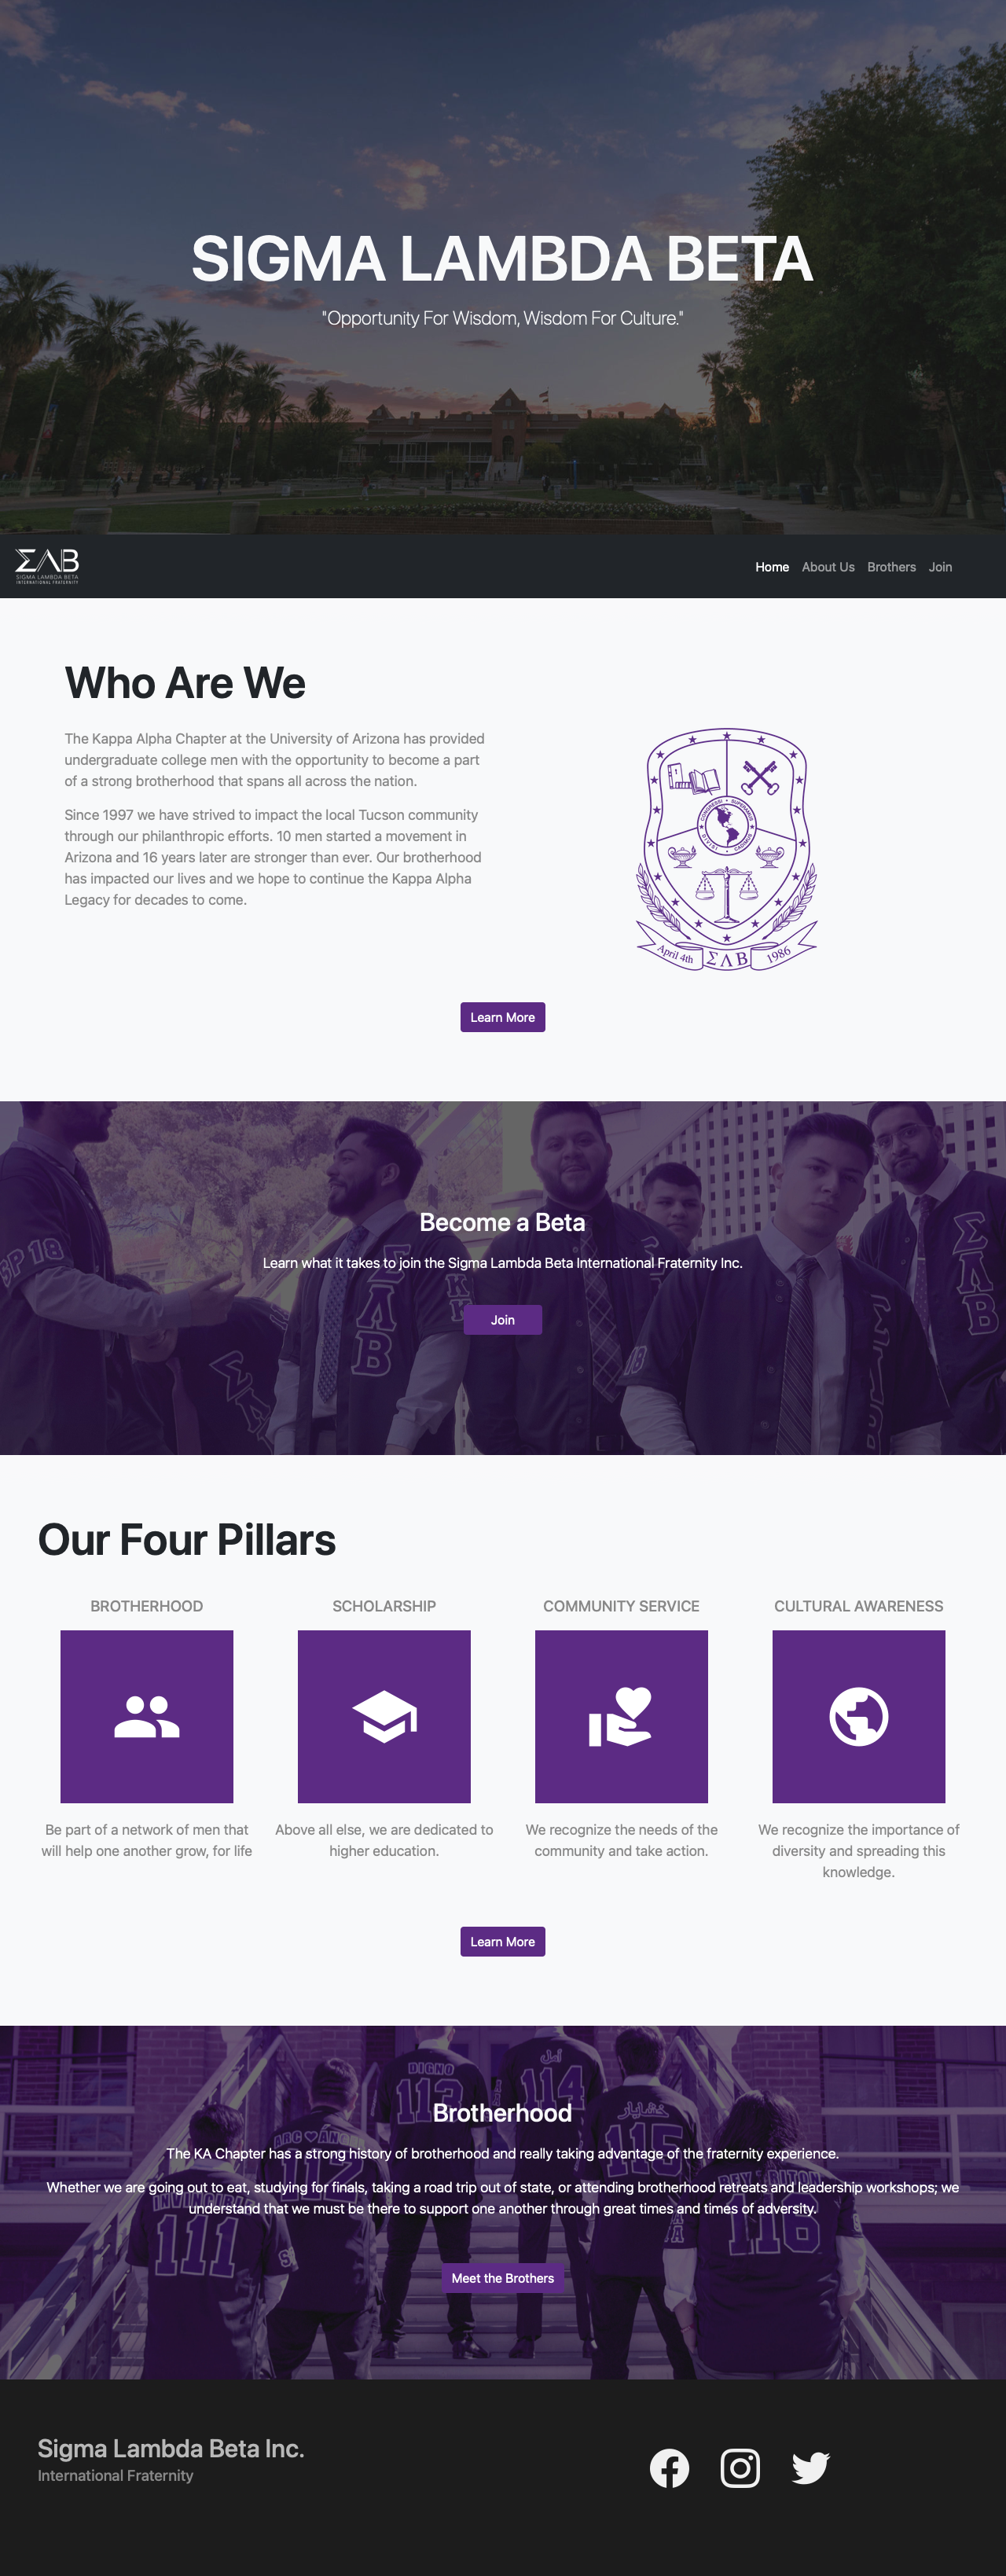 SIGMA LAMBDA BETA
"Opportunity For Wisdom, Wisdom For Culture."
ΣΛΒ
SIGMA LAMBDA BETA
INTERNATIONAL FRATERNITY
Home About Us Brothers Join
Who Are We
The Kappa Alpha Chapter at the University of Arizona has provided
undergraduate college men with the opportunity to become a part
of a strong brotherhood that spans all across the nation.
Since 1997 we have strived to impact the local Tucson community
through our philanthropic efforts. 10 men started a movement in
Arizona and 16 years later are stronger than ever. Our brotherhood
has impacted our lives and we hope to continue the Kappa Alpha
Legacy for decades to come.
April 4th ΣΛΒ 1986
Learn More
SP 18
ΣΛΒ
ΣΛΒ
18
Become a Beta
Learn what it takes to join the Sigma Lambda Beta International Fraternity Inc.
Join
Our Four Pillars
BROTHERHOOD
SCHOLARSHIP
COMMUNITY SERVICE
CULTURAL AWARENESS
Be part of a network of men that
will help one another grow, for life
Above all else, we are dedicated to
higher education.
We recognize the needs of the
community and take action.
We recognize the importance of
diversity and spreading this
knowledge.
Learn More
DIGNO
113
114
115
111
116
Brotherhood
The KA Chapter has a strong history of brotherhood and really taking advantage of the fraternity experience.
Whether we are going out to eat, studying for finals, taking a road trip out of state, or attending brotherhood retreats and leadership workshops; we
understand that we must be there to support one another through great times and times of adversity.
Meet the Brothers
Sigma Lambda Beta Inc.
International Fraternity